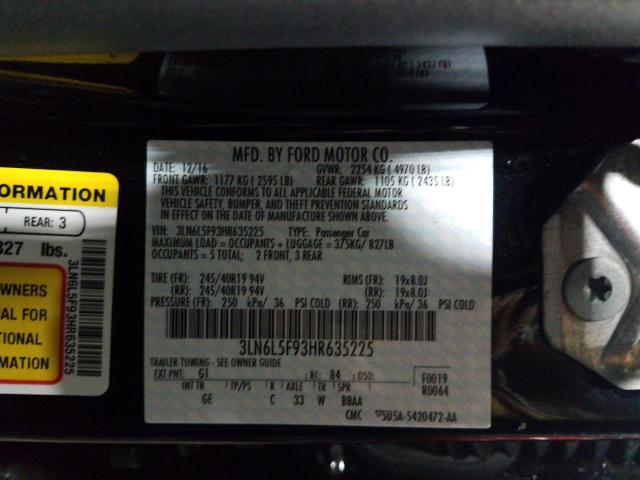 MFD. BY FORD MOTOR CO.
DATE: 12/16 GVWR: 2254 KG ( 4970 LB)
FRONT GAWR: 1177 KG ( 2595 LB) REAR GAWR: 1105 KG ( 2435 LB)
THIS VEHICLE CONFORMS TO ALL APPLICABLE FEDERAL MOTOR
VEHICLE SAFETY, BUMPER, AND THEFT PREVENTION STANDARDS
IN EFFECT ON THE DATE OF MANUFACTURE SHOWN ABOVE.
VIN: 3LN6L5F93HR635225 TYPE: Passenger Car
MAXIMUM LOAD = OCCUPANTS + LUGGAGE = 375KG/ 827LB
OCCUPANTS = 5 TOTAL; 2 FRONT, 3 REAR
TIRE (FR): 245/40R19 94V RIMS (FR): 19x8.0J
(RR): 245/40R19 94V (RR): 19x8.0J
PRESSURE (FR): 250 kPa/ 36 PSI COLD (RR): 250 kPa/ 36 PSI COLD
3LN6L5F93HR635225
TRAILER TOWING - SEE OWNER GUIDE
EXT PNT: G1 RC: 84 DSO: F0019
R0064
INT TR TP/PS R AXLE TR SPR
GE C 33 W BBAA
CMC 5U5A-5420472-AA
ORMATION
REAR: 3
327 lbs.
WNERS
AL FOR
TIONAL
MATION
3LN6L5F93HR635225